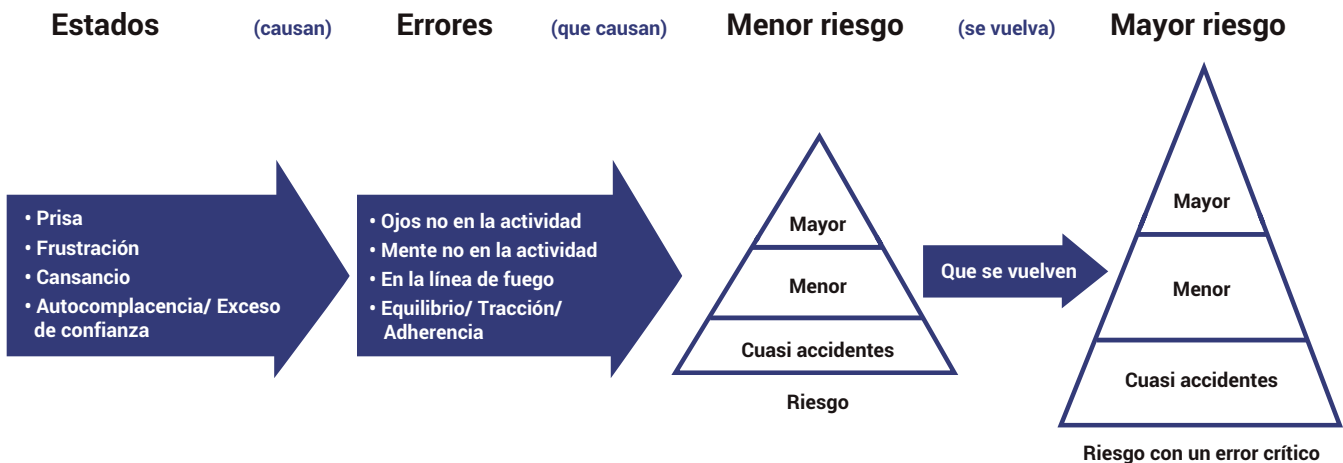 Estados (causan) Errores (que causan) Menor riesgo (se vuelva) Mayor riesgo
• Prisa
• Frustración
• Cansancio
• Autocomplacencia/ Exceso
de confianza
• Ojos no en la actividad
• Mente no en la actividad
• En la línea de fuego
• Equilibrio/ Tracción/
Adherencia
Mayor
Menor
Cuasi accidentes
Riesgo
Que se vuelven
Mayor
Menor
Cuasi accidentes
Riesgo con un error crítico